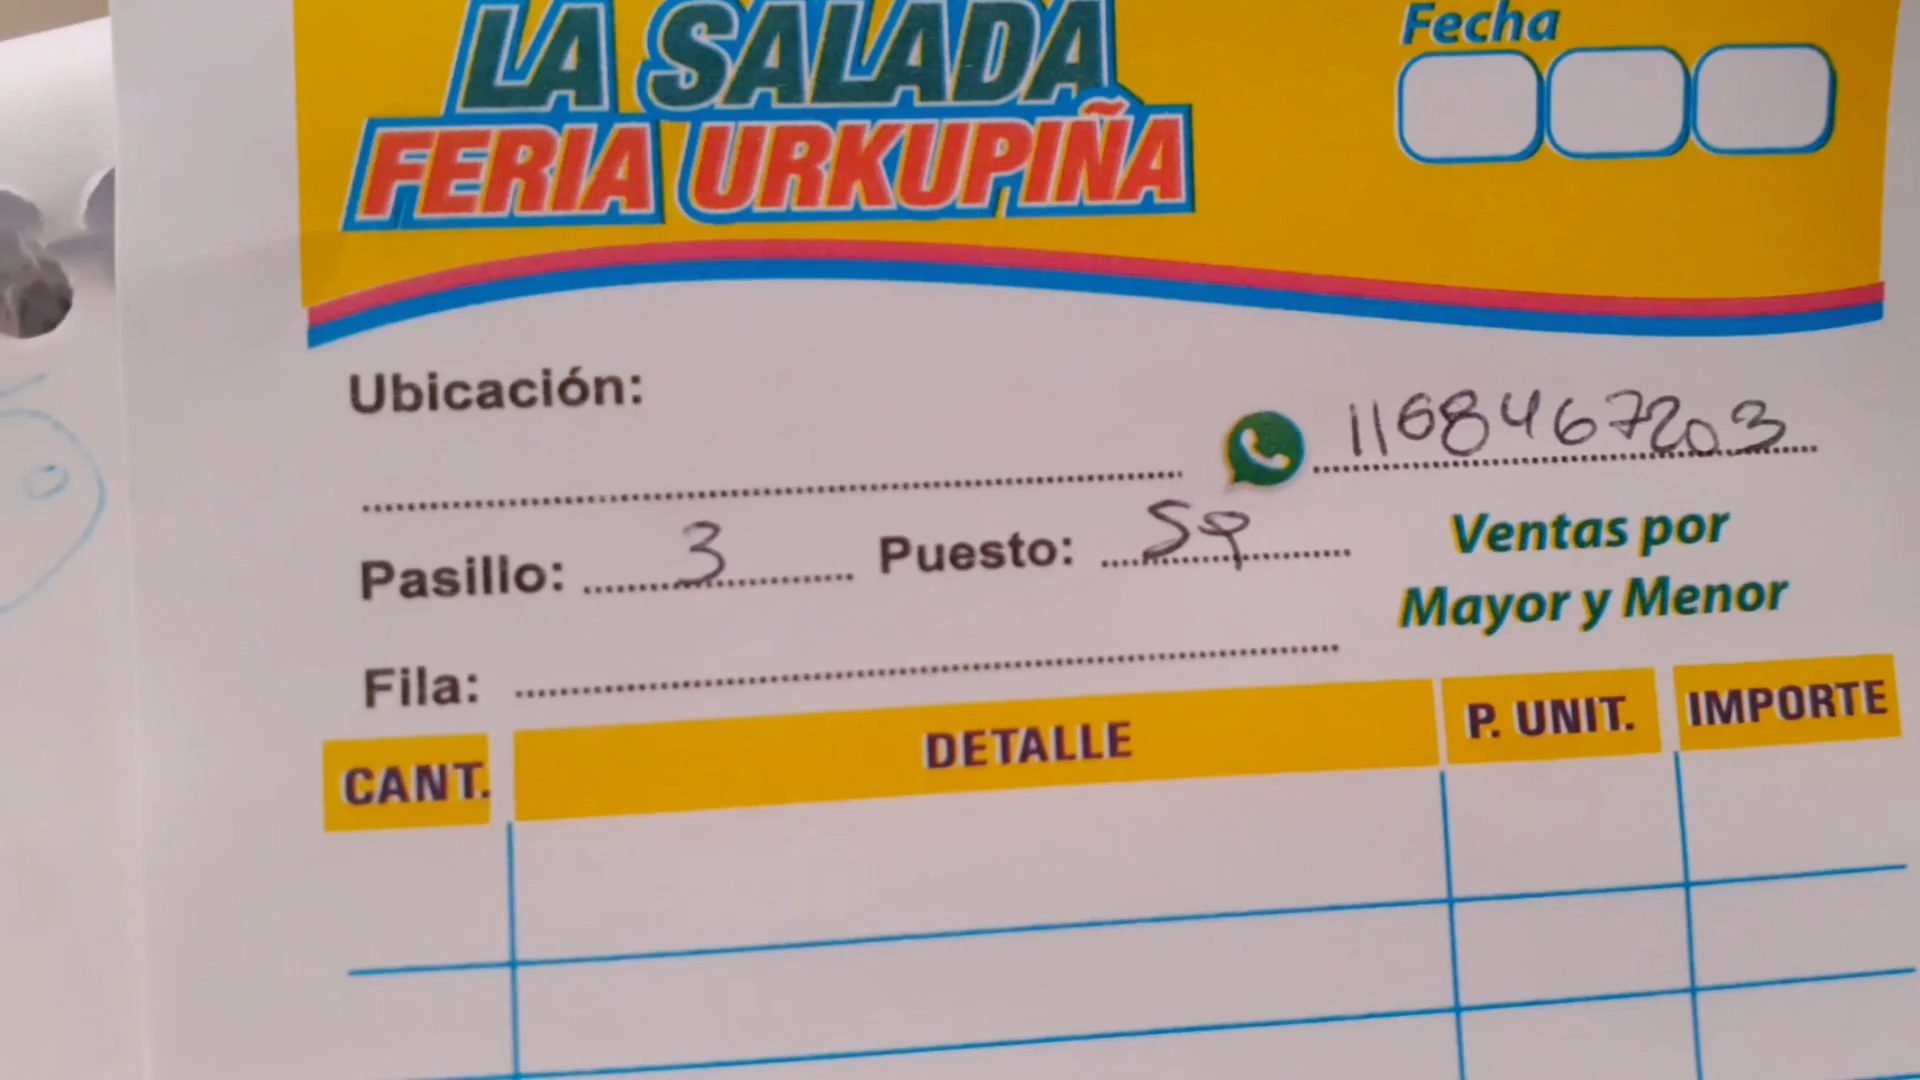 LA SALADA
FERIA URKUPIÑA
Fecha
Ubicación:
1168467203
Pasillo: 3 Puesto: 59
Ventas por
Mayor y Menor
Fila:
CANT. DETALLE P. UNIT. IMPORTE